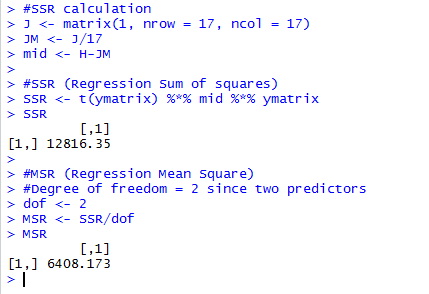 > #SSR calculation
> J <- matrix(1, nrow = 17, ncol = 17)
> JM <- J/17
> mid <- H-JM
>
> #SSR (Regression Sum of squares)
> SSR <- t(ymatrix) %*% mid %*% ymatrix
> SSR
         [,1]
[1,] 12816.35
>
> #MSR (Regression Mean Square)
> #Degree of freedom = 2 since two predictors
> dof <- 2
> MSR <- SSR/dof
> MSR
         [,1]
[1,] 6408.173
>